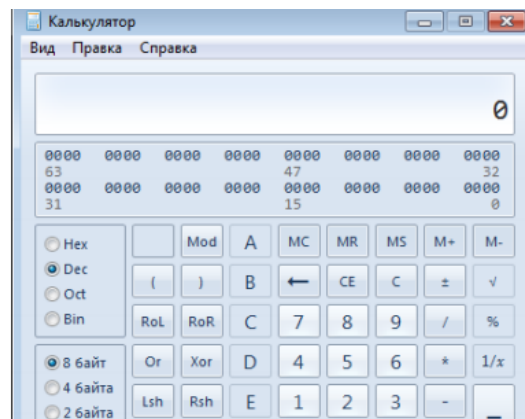 Калькулятор
Вид Правка Справка
0
0000 0000 0000 0000 0000 0000 0000 0000
63 47 32
0000 0000 0000 0000 0000 0000 0000 0000
31 15 0
Hex Mod A MC MR MS M+ M-
Dec ( ) B ← CE C ± √
Oct
Bin RoL RoR C 7 8 9 / %
8 байт Or Xor D 4 5 6 * 1/x
4 байта Lsh Rsh E 1 2 3 -
2 байта